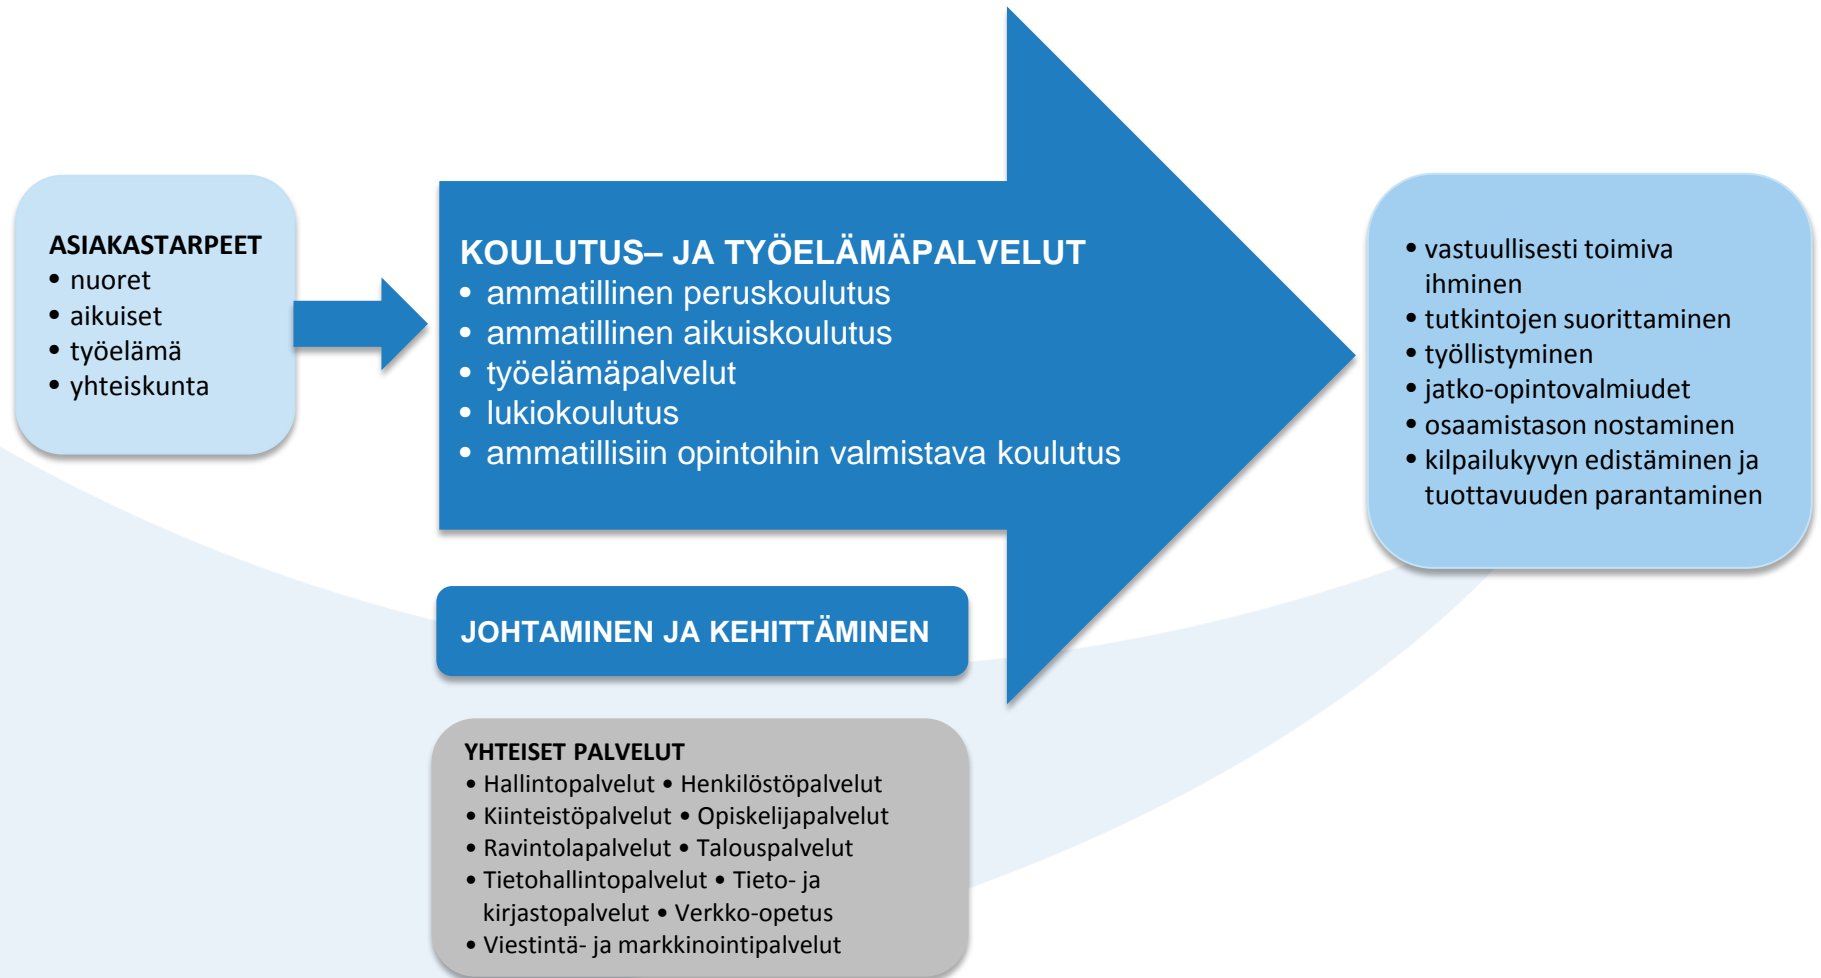 ASIAKASTARPEET
• nuoret
• aikuiset
• työelämä
• yhteiskunta
KOULUTUS– JA TYÖELÄMÄPALVELUT
• ammatillinen peruskoulutus
• ammatillinen aikuiskoulutus
• työelämäpalvelut
• lukiokoulutus
• ammatillisiin opintoihin valmistava koulutus
• vastuullisesti toimiva
ihminen
• tutkintojen suorittaminen
• työllistyminen
• jatko-opintovalmiudet
• osaamistason nostaminen
• kilpailukyvyn edistäminen ja
tuottavuuden parantaminen
JOHTAMINEN JA KEHITTÄMINEN
YHTEISET PALVELUT
• Hallintopalvelut • Henkilöstöpalvelut
• Kiinteistöpalvelut • Opiskelijapalvelut
• Ravintolapalvelut • Talouspalvelut
• Tietohallintopalvelut • Tieto- ja
kirjastopalvelut • Verkko-opetus
• Viestintä- ja markkinointipalvelut